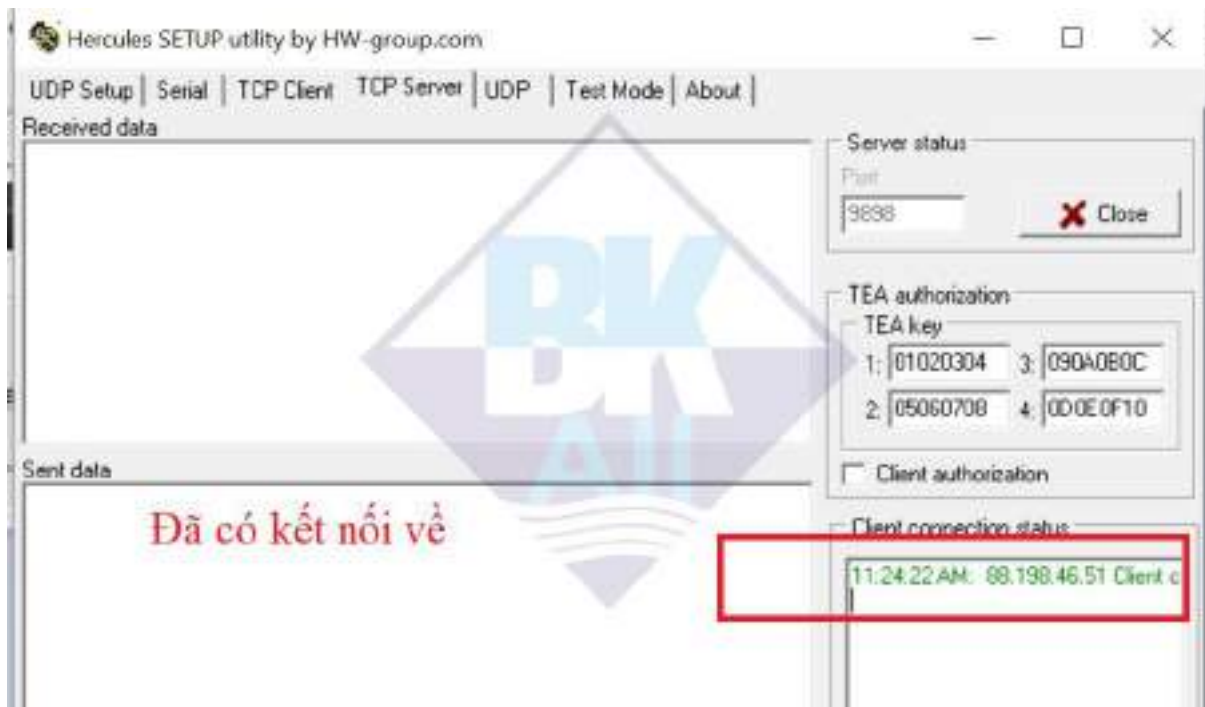 Hercules SETUP utility by HW-group.com
UDP Setup | Serial | TCP Client TCP Server | UDP | Test Mode | About |
Received data
Server status
Port
9898
Close
TEA authorization
TEA key
1: 01020304 3: 090A0B0C
2: 05060708 4: 0D0E0F10
Client authorization
Sent data
Đã có kết nối về
Client connection status
11:24:22 AM: 88.198.46.51 Client c
BK
BK
AII